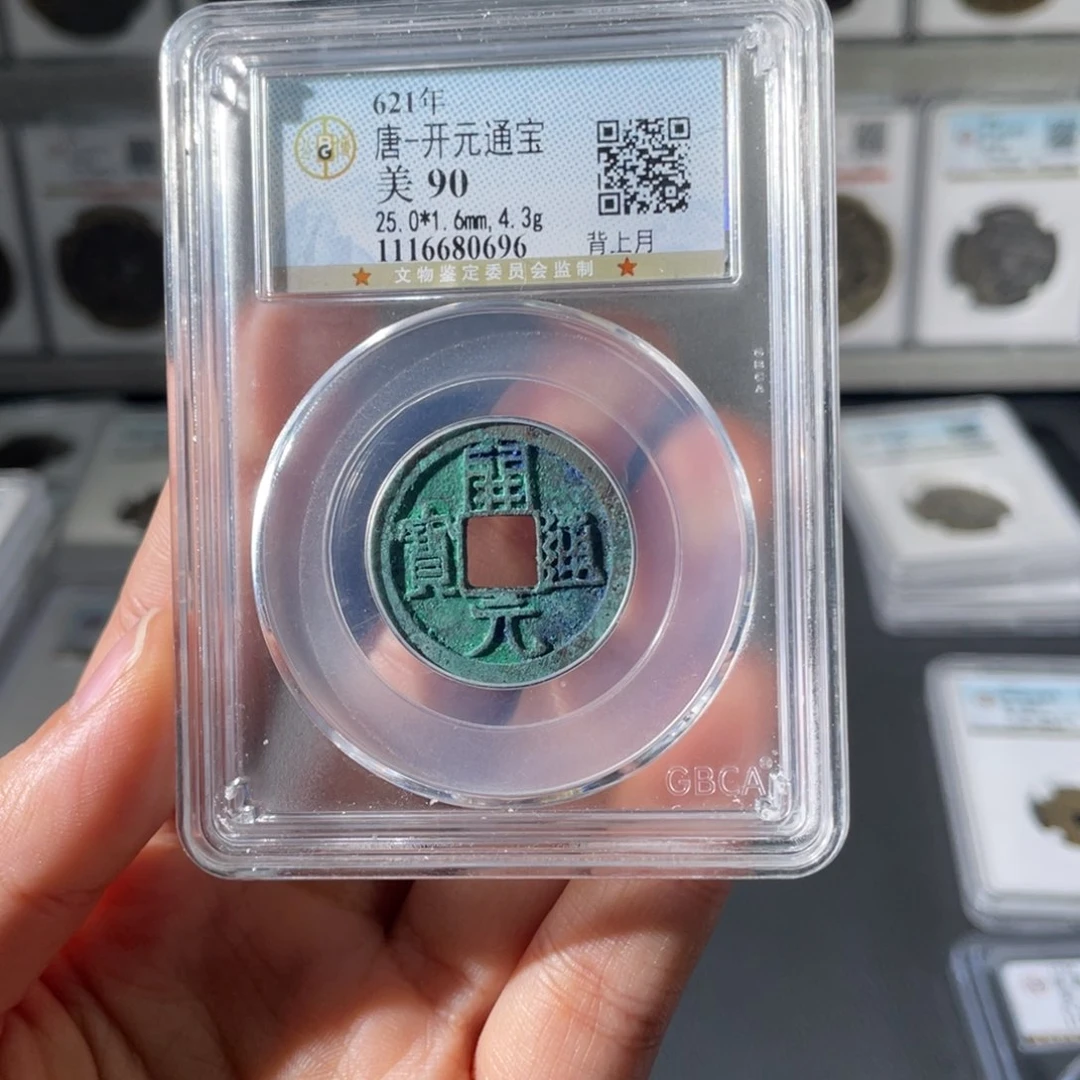 621年
唐-开元通宝
美 90
25.0*1.6mm, 4.3g
1116680696
背上月
文物鉴定委员会监制
G
GBCA
GBCA
開
元
通
寶